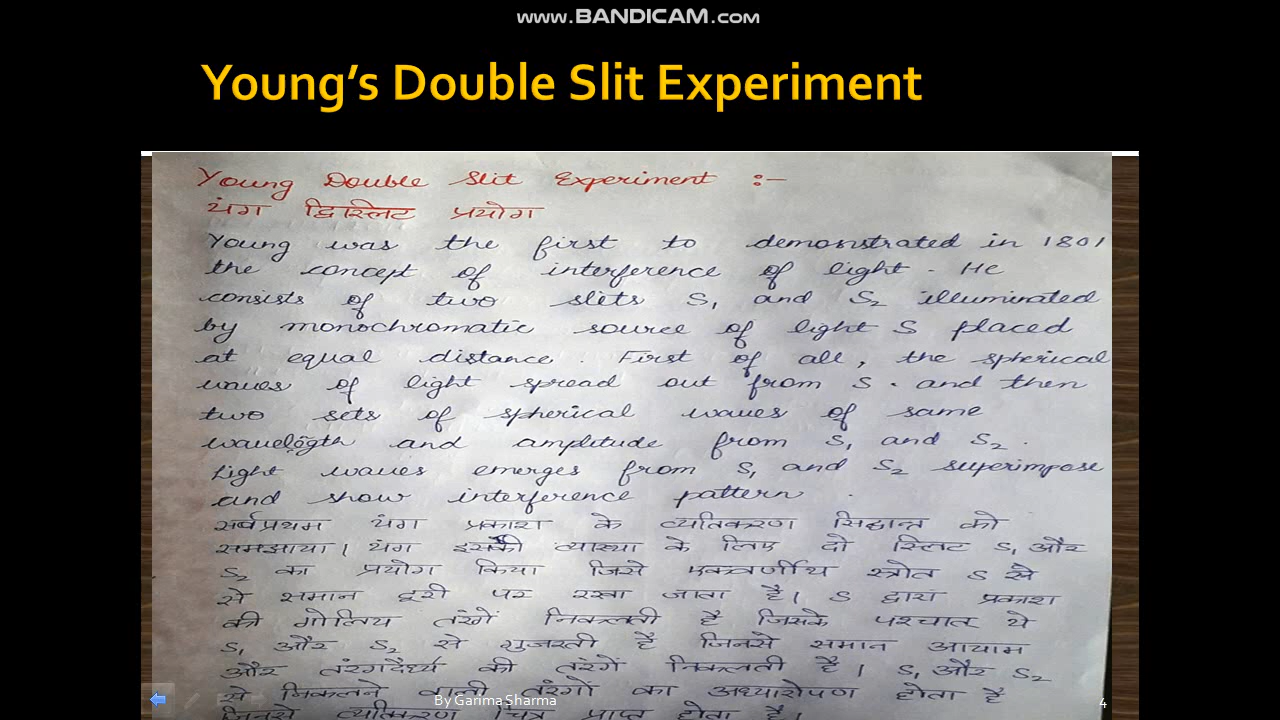 www.BANDICAM.com
Young's Double Slit Experiment
Young Double Slit Experiment :-
यंग द्विस्लिट प्रयोग
Young was the first to demonstrated in 1801
the concept of interference of light. He
consists of two slits S₁ and S₂ illuminated
by monochromatic source of light S placed
at equal distance. First of all, the spherical
waves of light spread out from S. and then
two sets of spherical waves of same
wavelogth and amplitude from S₁ and S₂.
Light waves emerges from S₁ and S₂ superimpose
and show interference pattern.
सर्वप्रथम यंग प्रकाश के व्यतिकरण सिद्धान्त को
समझाया। यंग इसकी व्याख्या के लिए दो स्लिट S₁ और
S₂ का प्रयोग किया जिसे एकवर्णीय स्त्रोत S से
से समान दूरी पर रखा जाता है। S द्वारा प्रकाश
की गोलिय तरंगें निकलती है जिसके पश्चात ये
S₁ और S₂ से गुजरती है जिनसे समान आयाम
और तरंगदैर्ध्य की तरंगें निकलती है। S₁ और S₂
से निकलने वाली तरंगों का अध्यारोपण होता है
जिनसे व्यतिकरण चित्र प्राप्त होता है।
By Garima Sharma
4